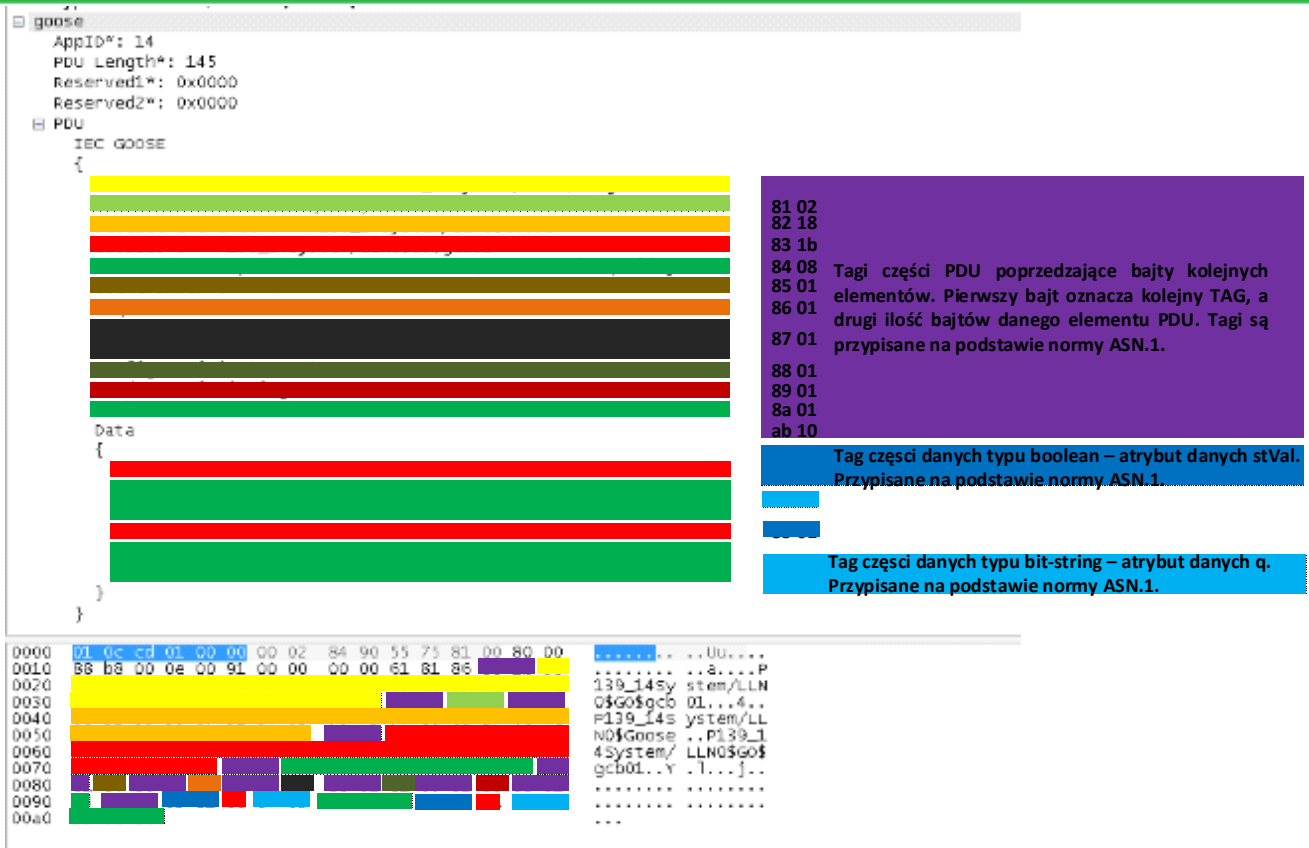 goose
AppID*: 14
PDU Length*: 145
Reserved1*: 0x0000
Reserved2*: 0x0000
PDU
IEC GOOSE
{
81 02
82 18
83 1b
84 08
85 01
86 01
87 01
88 01
89 01
8a 01
ab 10
Tagi części PDU poprzedzające bajty kolejnych
elementów. Pierwszy bajt oznacza kolejny TAG, a
drugi ilość bajtów danego elementu PDU. Tagi są
przypisane na podstawie normy ASN.1.
Data
{
Tag częsci danych typu boolean – atrybut danych stVal.
Przypisane na podstawie normy ASN.1.
Tag częsci danych typu bit-string – atrybut danych q.
Przypisane na podstawie normy ASN.1.
}
}
0000 01 0c cd 01 00 00 00 02 84 90 55 75 81 00 80 00 ........ ..Uu....
0010 88 b8 00 0e 00 91 00 00 00 00 61 81 86 ........ ..a....P
0020 139_14Sy stem/LLN
0030 0$GO$gcb 01...4..
0040 P139_14S ystem/LL
0050 N0$Goose ..P139_1
0060 4System/ LLN0$GO$
0070 gcb01..Y .l...j..
0080 ........ ........
0090 ........ ........
00a0 ...